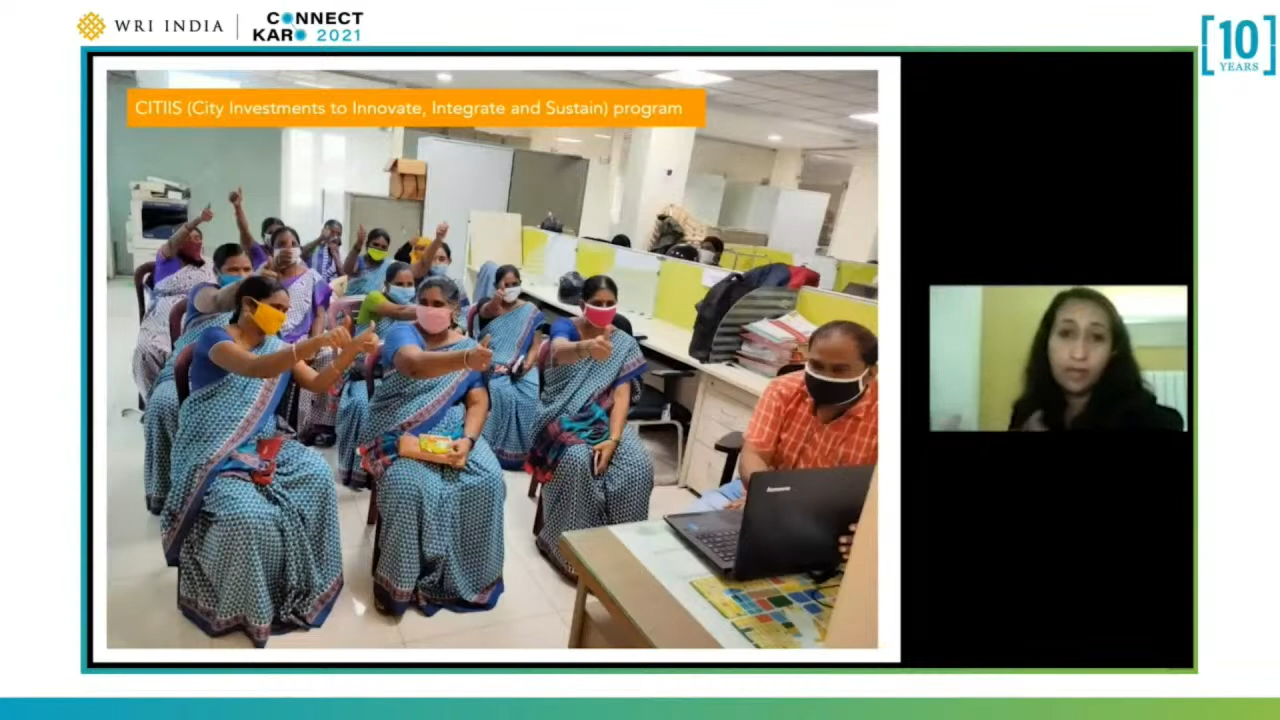 WRI INDIA
CONNECT
KARO 2021
10
YEARS
CITIIS (City Investments to Innovate, Integrate and Sustain) program
lenovo